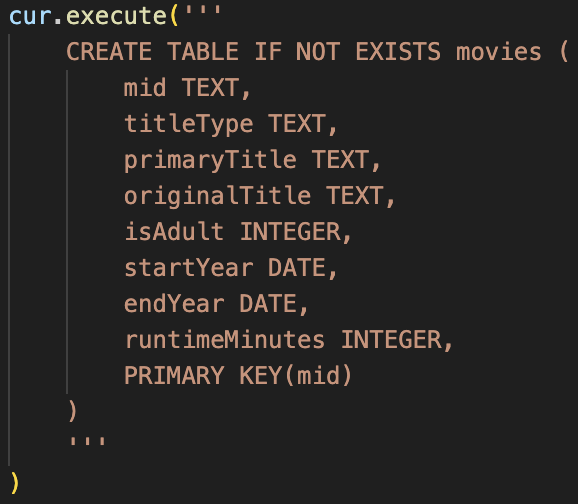 cur.execute('''
CREATE TABLE IF NOT EXISTS movies (
mid TEXT,
titleType TEXT,
primaryTitle TEXT,
originalTitle TEXT,
isAdult INTEGER,
startYear DATE,
endYear DATE,
runtimeMinutes INTEGER,
PRIMARY KEY(mid)
)
'''
)